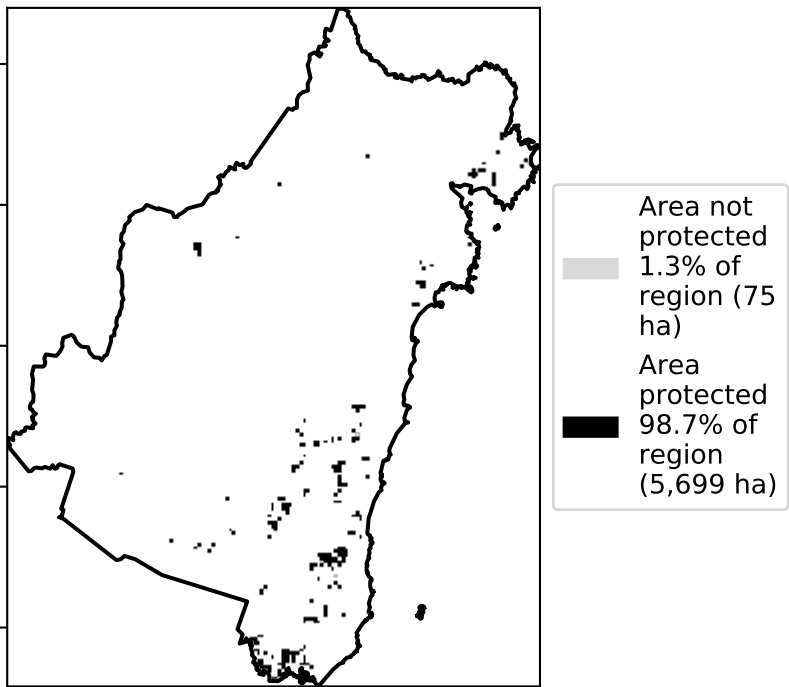 Area not
protected
1.3% of
region (75
ha)
Area
protected
98.7% of
region
(5,699 ha)